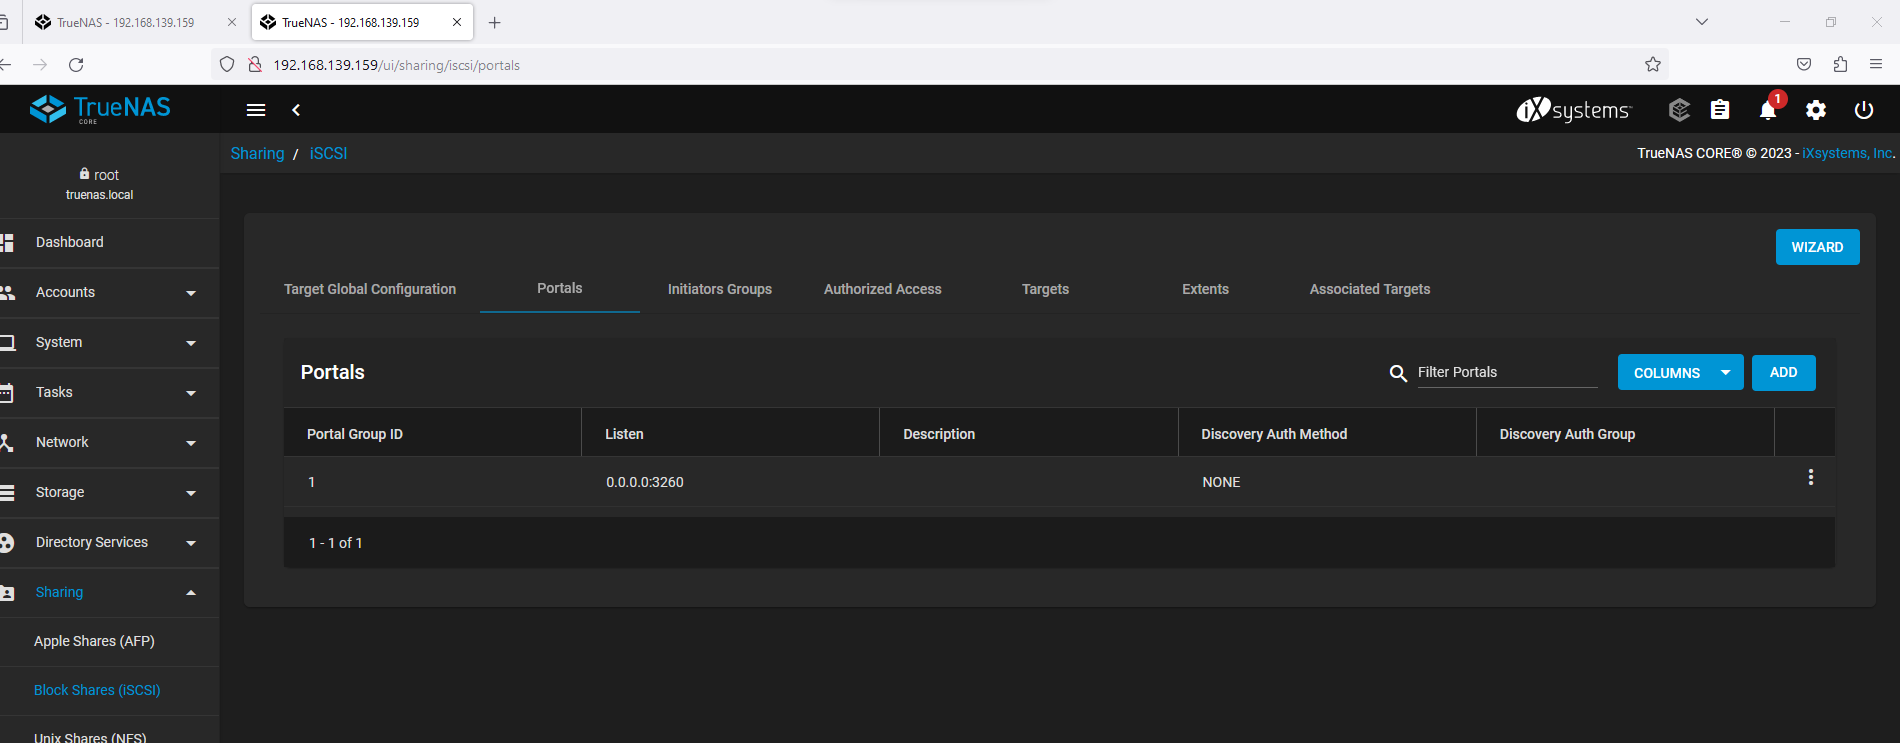 TrueNAS - 192.168.139.159
TrueNAS - 192.168.139.159
192.168.139.159/ui/sharing/iscsi/portals
TrueNAS
CORE
iXsystems
1
Sharing / iSCSI
TrueNAS CORE® © 2023 - iXsystems, Inc.
root
truenas.local
Dashboard
Accounts
System
Tasks
Network
Storage
Directory Services
Sharing
Apple Shares (AFP)
Block Shares (iSCSI)
Unix Shares (NFS)
WIZARD
Target Global Configuration Portals Initiators Groups Authorized Access Targets Extents Associated Targets
Portals
Filter Portals
COLUMNS
ADD
Portal Group ID Listen Description Discovery Auth Method Discovery Auth Group
1 0.0.0.0:3260 NONE
1 - 1 of 1